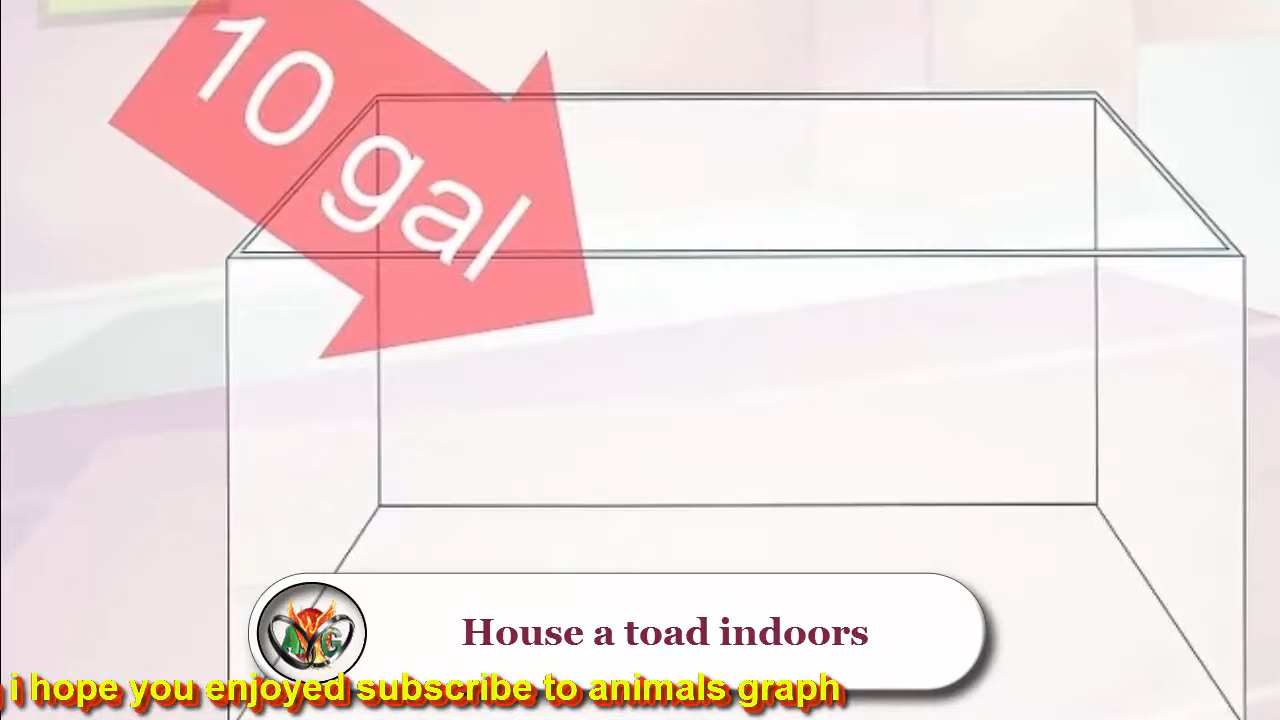 10 gal
House a toad indoors
i hope you enjoyed subscribe to animals graph